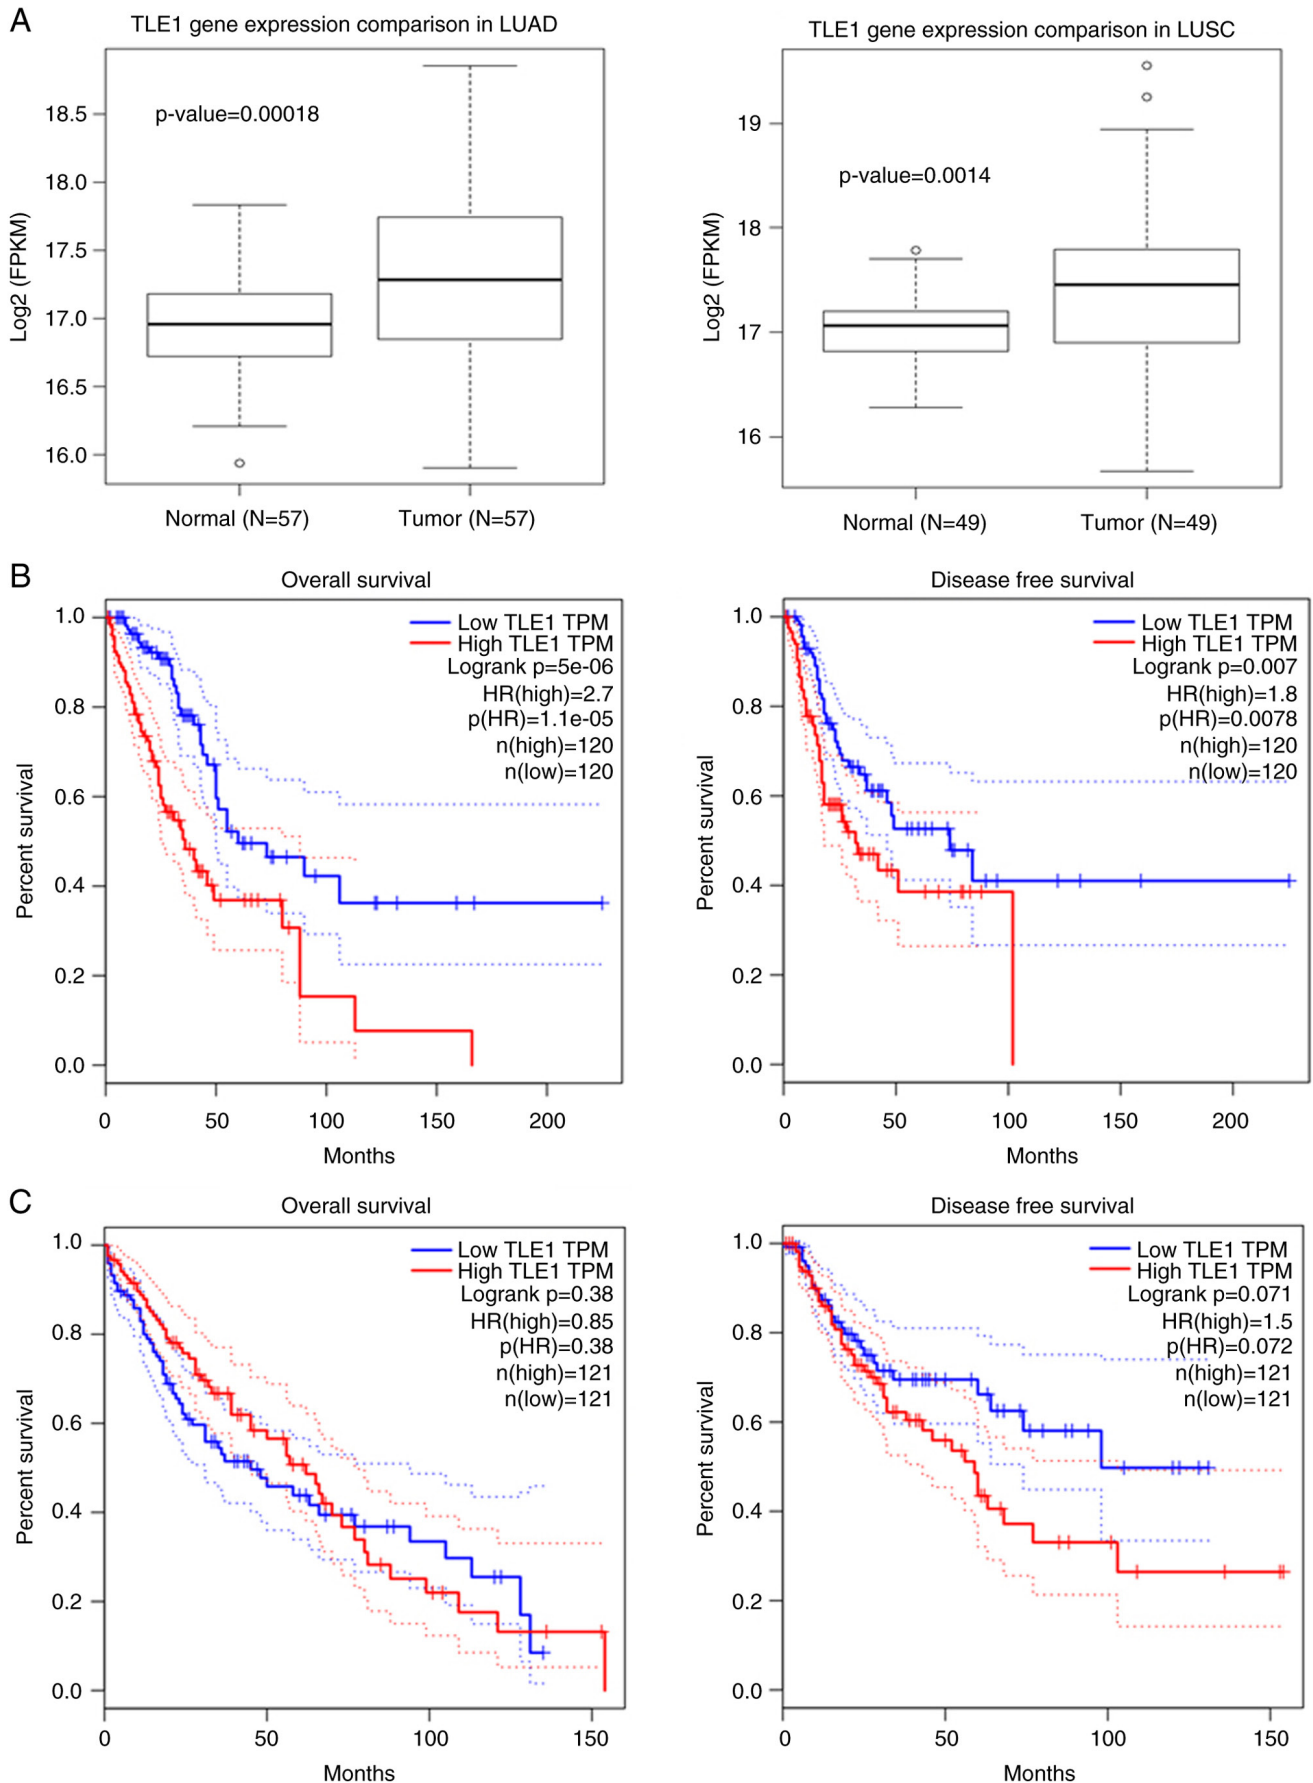 A
TLE1 gene expression comparison in LUAD
p-value=0.00018
Log2 (FPKM)
18.5
18.0
17.5
17.0
16.5
16.0
Normal (N=57)
Tumor (N=57)
TLE1 gene expression comparison in LUSC
p-value=0.0014
Log2 (FPKM)
19
18
17
16
Normal (N=49)
Tumor (N=49)
B
Overall survival
Low TLE1 TPM
High TLE1 TPM
Logrank p=5e-06
HR(high)=2.7
p(HR)=1.1e-05
n(high)=120
n(low)=120
Percent survival
1.0
0.8
0.6
0.4
0.2
0.0
0 50 100 150 200
Months
Disease free survival
Low TLE1 TPM
High TLE1 TPM
Logrank p=0.007
HR(high)=1.8
p(HR)=0.0078
n(high)=120
n(low)=120
Percent survival
1.0
0.8
0.6
0.4
0.2
0.0
0 50 100 150 200
Months
C
Overall survival
Low TLE1 TPM
High TLE1 TPM
Logrank p=0.38
HR(high)=0.85
p(HR)=0.38
n(high)=121
n(low)=121
Percent survival
1.0
0.8
0.6
0.4
0.2
0.0
0 50 100 150
Months
Disease free survival
Low TLE1 TPM
High TLE1 TPM
Logrank p=0.071
HR(high)=1.5
p(HR)=0.072
n(high)=121
n(low)=121
Percent survival
1.0
0.8
0.6
0.4
0.2
0.0
0 50 100 150
Months